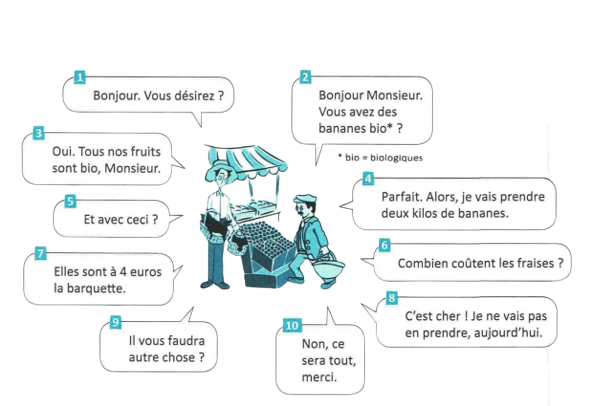 1
Bonjour. Vous désirez ?
2
Bonjour Monsieur.
Vous avez des
bananes bio* ?
* bio = biologiques
3
Oui. Tous nos fruits
sont bio, Monsieur.
4
Parfait. Alors, je vais prendre
deux kilos de bananes.
5
Et avec ceci ?
6
Combien coûtent les fraises ?
7
Elles sont à 4 euros
la barquette.
8
C'est cher ! Je ne vais pas
en prendre, aujourd'hui.
9
Il vous faudra
autre chose ?
10
Non, ce
sera tout,
merci.